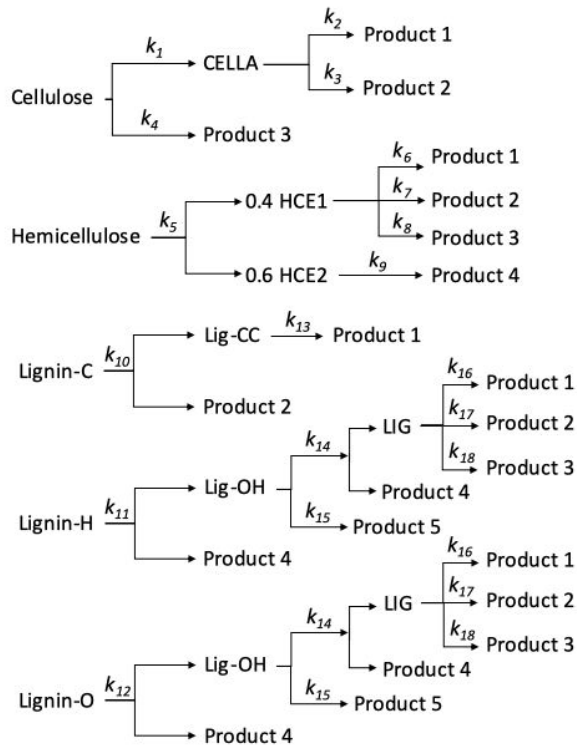 k2
Product 1
k1
CELLA
k3
Product 2
Cellulose
k4
Product 3
k6
Product 1
0.4 HCE1
k7
Product 2
k5
k8
Product 3
Hemicellulose
k9
0.6 HCE2
Product 4
k13
Lig-CC
Product 1
k10
Lignin-C
Product 2
k16
Product 1
LIG
k17
Product 2
k14
k18
Product 3
Lig-OH
Product 4
k11
k15
Product 5
Lignin-H
Product 4
k16
Product 1
LIG
k17
Product 2
k14
k18
Product 3
Lig-OH
Product 4
k12
k15
Product 5
Lignin-O
Product 4